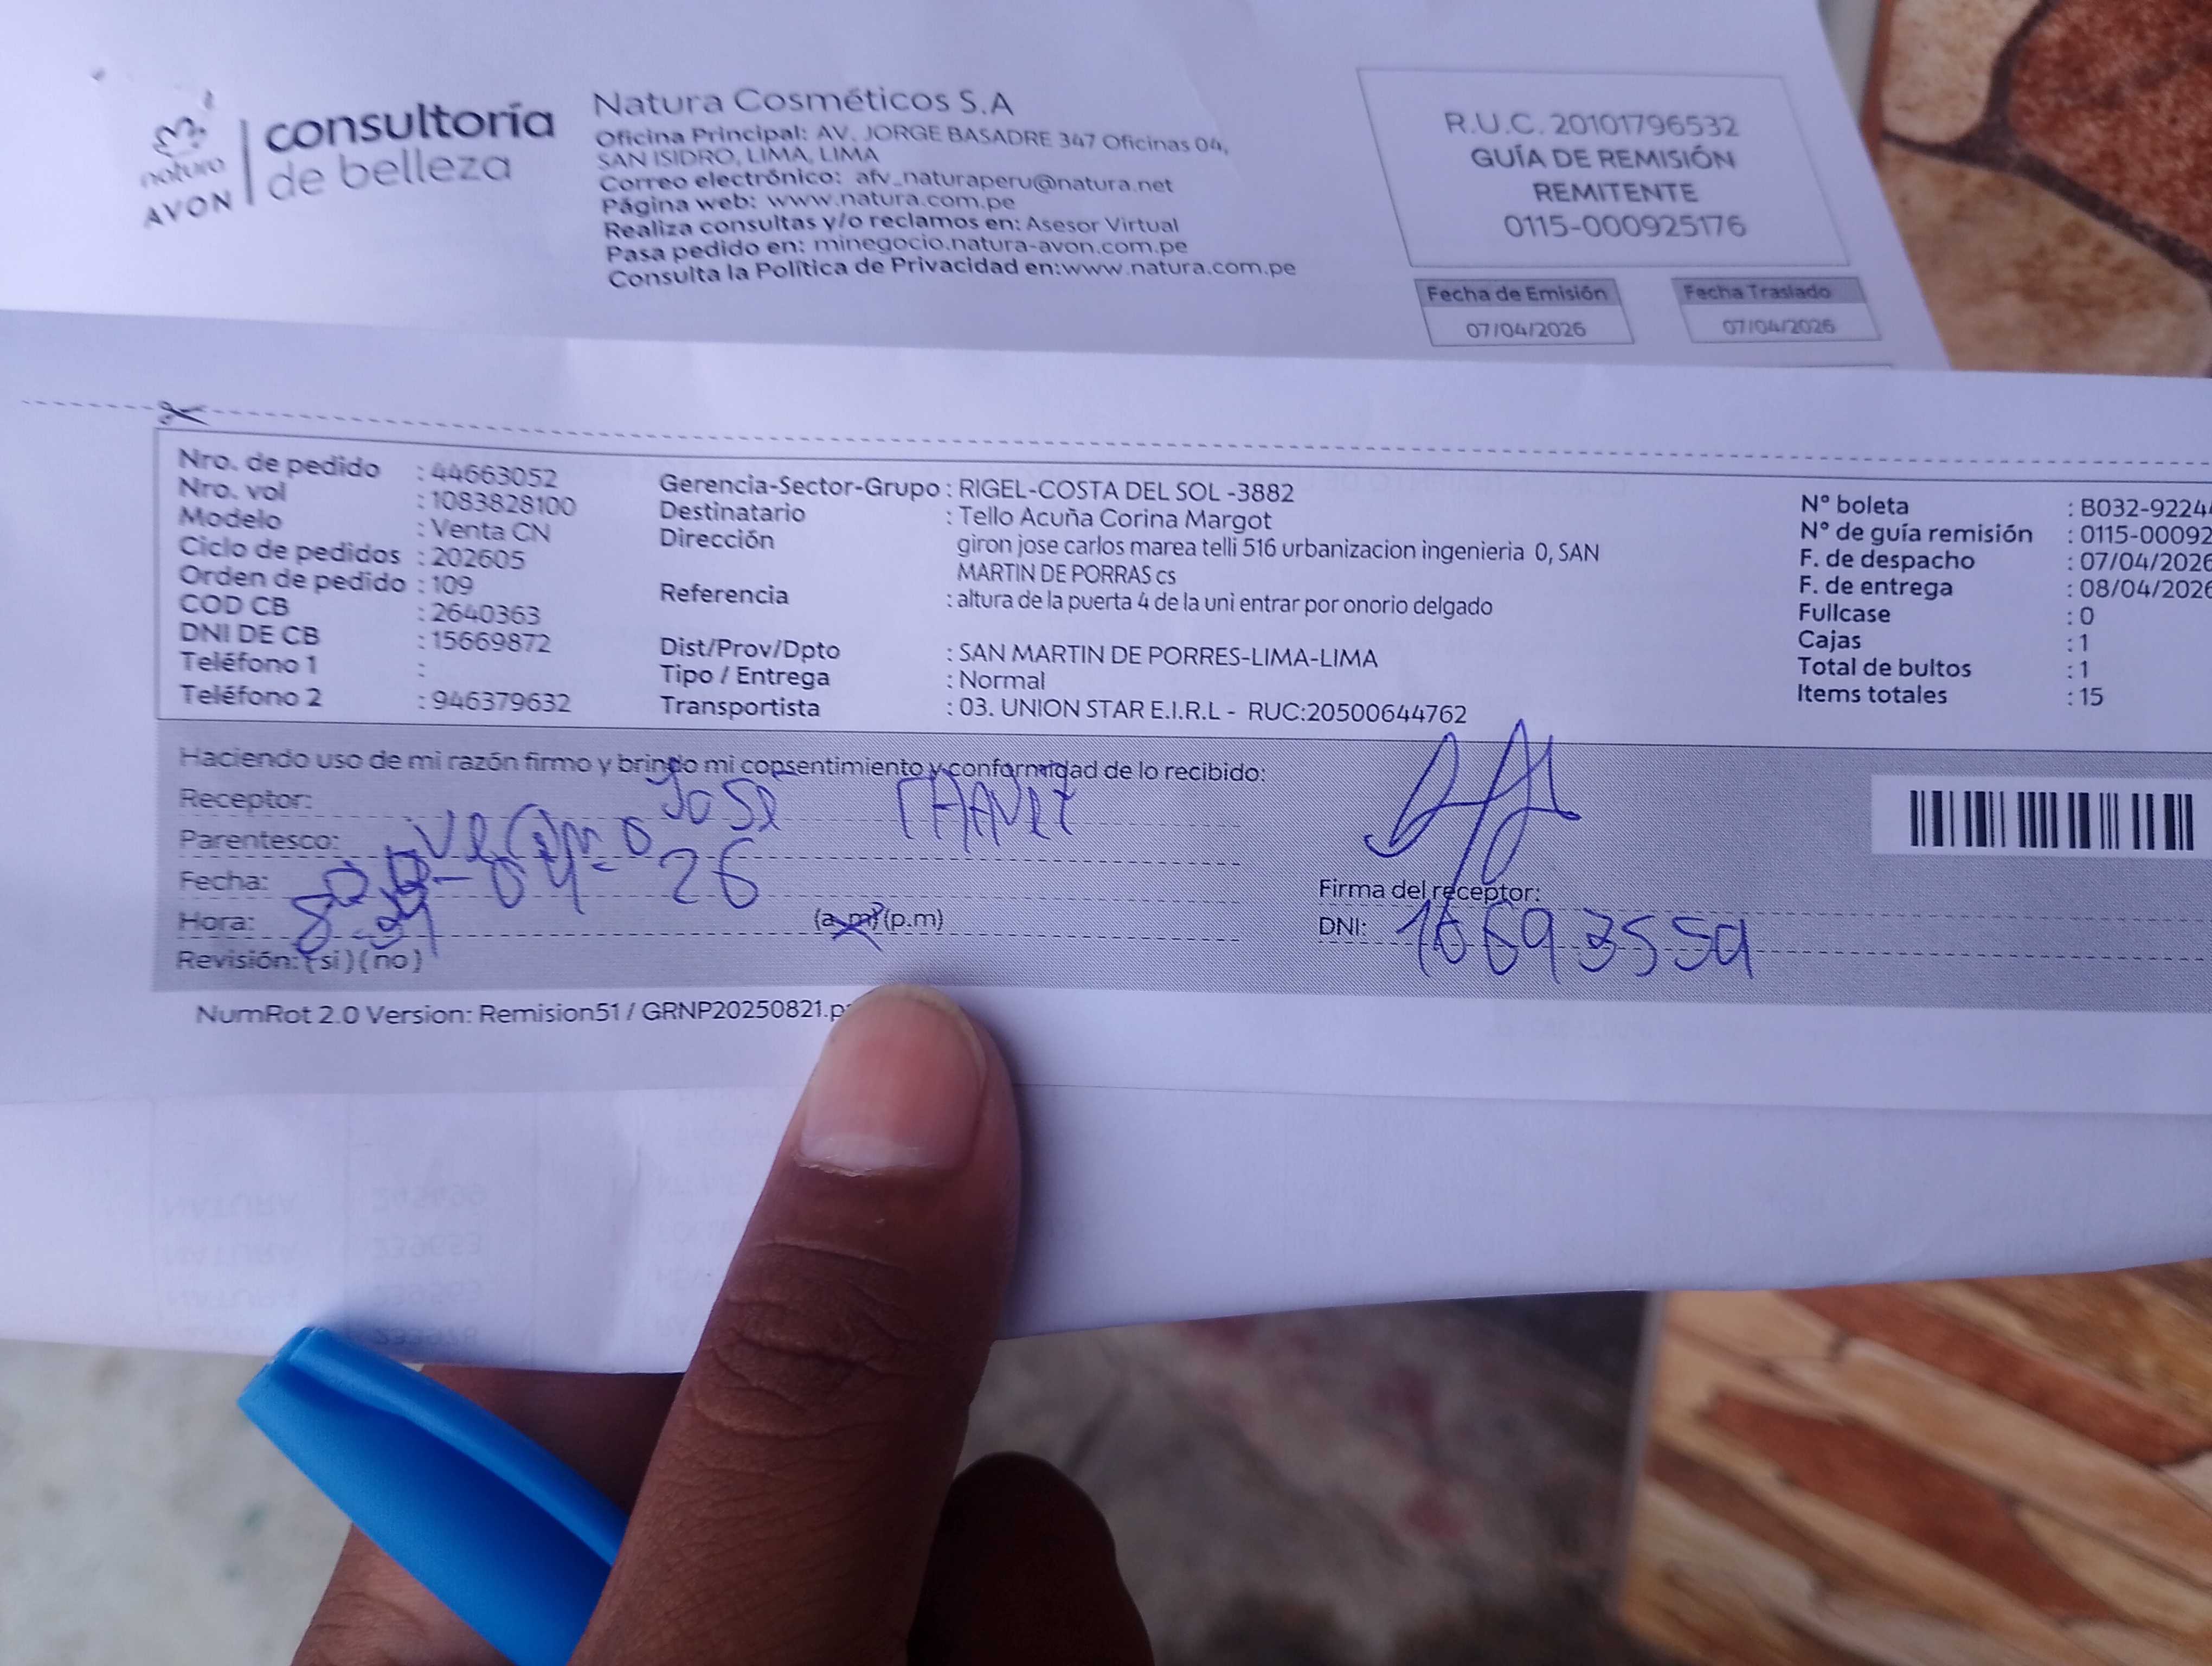 natura
AVON
consultoría
de belleza
Natura Cosméticos S.A
Oficina Principal: AV. JORGE BASADRE 347 Oficinas 04,
SAN ISIDRO, LIMA, LIMA
Correo electrónico: afv_naturaperu@natura.net
Página web: www.natura.com.pe
Realiza consultas y/o reclamos en: Asesor Virtual
Pasa pedido en: minegocio.natura-avon.com.pe
Consulta la Política de Privacidad en:www.natura.com.pe
R.U.C. 20101796532
GUÍA DE REMISIÓN
REMITENTE
0115-000925176
Fecha de Emisión
07/04/2026
Fecha Traslado
07/04/2026
Nro. de pedido : 44663052
Nro. vol : 1083828100
Modelo : Venta CN
Ciclo de pedidos : 202605
Orden de pedido : 109
COD CB : 2640363
DNI DE CB : 15669872
Teléfono 1 :
Teléfono 2 : 946379632
Gerencia-Sector-Grupo : RIGEL-COSTA DEL SOL -3882
Destinatario : Tello Acuña Corina Margot
Dirección giron jose carlos marea telli 516 urbanizacion ingenieria 0, SAN
MARTIN DE PORRAS cs
Referencia : altura de la puerta 4 de la uni entrar por onorio delgado
Dist/Prov/Dpto : SAN MARTIN DE PORRES-LIMA-LIMA
Tipo / Entrega : Normal
Transportista : 03. UNION STAR E.I.R.L - RUC:20500644762
N° boleta : B032-9224
N° de guía remisión : 0115-00092
F. de despacho : 07/04/2026
F. de entrega : 08/04/2026
Fullcase : 0
Cajas : 1
Total de bultos : 1
Items totales : 15
Haciendo uso de mi razón firmo y brindo mi consentimiento y conformidad de lo recibido:
Receptor: José
Parentesco:
Fecha: 04-26
Hora: (a.m) (p.m)
Revisión: (si) (no)
Firma del receptor:
DNI:
NumRot 2.0 Version: Remision51 / GRNP20250821.p